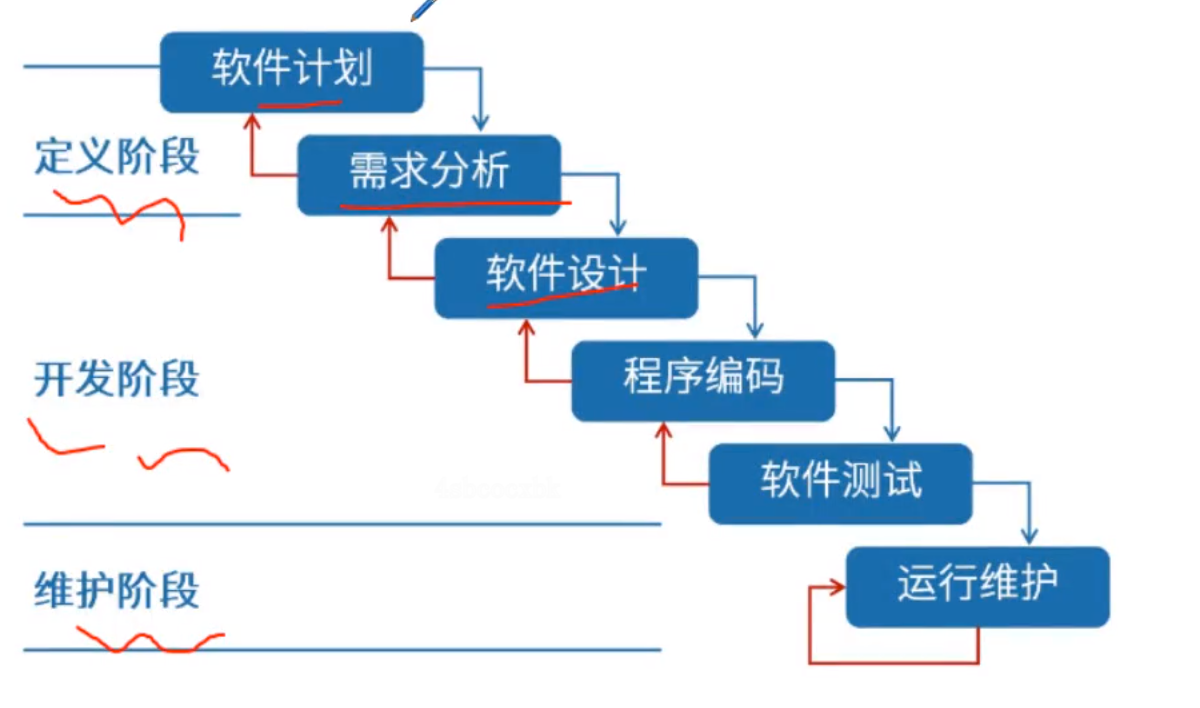 软件计划
定义阶段
需求分析
软件设计
开发阶段
程序编码
软件测试
维护阶段
运行维护